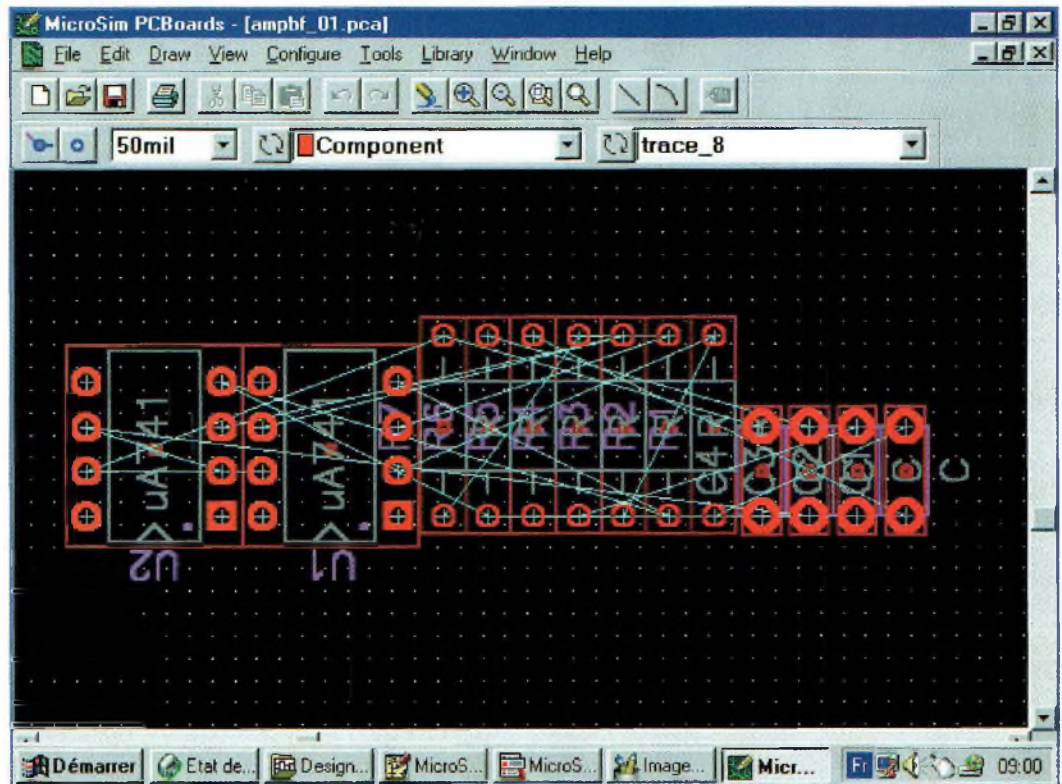 MicroSim PCBoards - [ampbf_01.pca]
File Edit Draw View Configure Tools Library Window Help
50mil Component trace_8
uA741 uA741
R7 R6 R5 R4 R3 R2 R1 C4 C3 C2 C1 C C
U2 U1
Démarrer Etat de... Design... MicroS... MicroS... Image... Micr... Fr 09:00